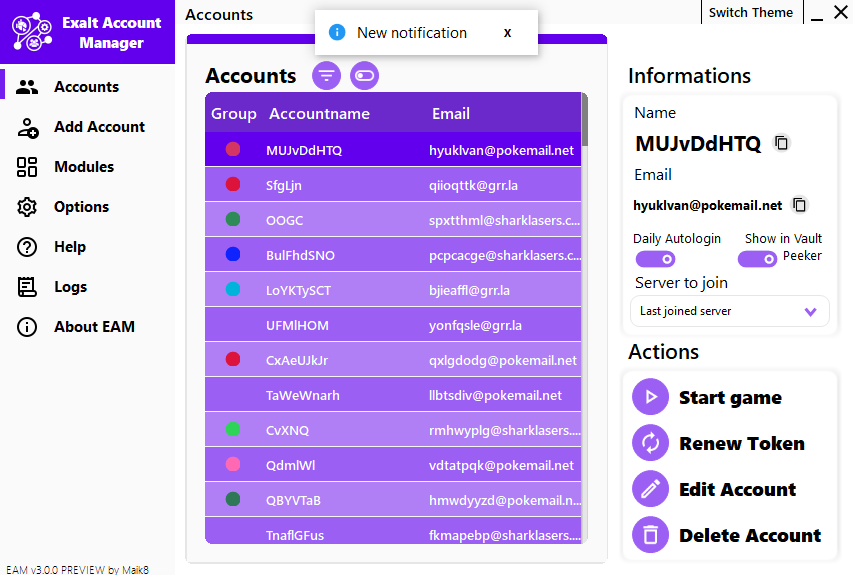 Exalt Account
Manager
Accounts
Add Account
Modules
Options
Help
Logs
About EAM
EAM v3.0.0 PREVIEW by Maik8
Accounts
New notification x
Switch Theme
Accounts
Group Accountname Email
MUJvDdHTQ hyuklvan@pokemail.net
SfgLjn qiioqttk@grr.la
OOGC spxtthml@sharklasers.c...
BulFhdSNO pcpcacge@sharklasers.c...
LoYKTySCT bjieaffl@grr.la
UFMlHOM yonfqsle@grr.la
CxAeUJkJr qxlgdodg@pokemail.net
TaWeWnarh llbtsdiv@pokemail.net
CvXNQ rmhwyplg@sharklasers....
QdmlWl vdtatpqk@pokemail.net
QBYVTaB hmwdyyzd@pokemail.n...
TnaflGFus fkmapebp@sharklasers....
Informations
Name
MUJvDdHTQ
Email
hyuklvan@pokemail.net
Daily Autologin
Show in Vault
Peeker
Server to join
Last joined server
Actions
Start game
Renew Token
Edit Account
Delete Account